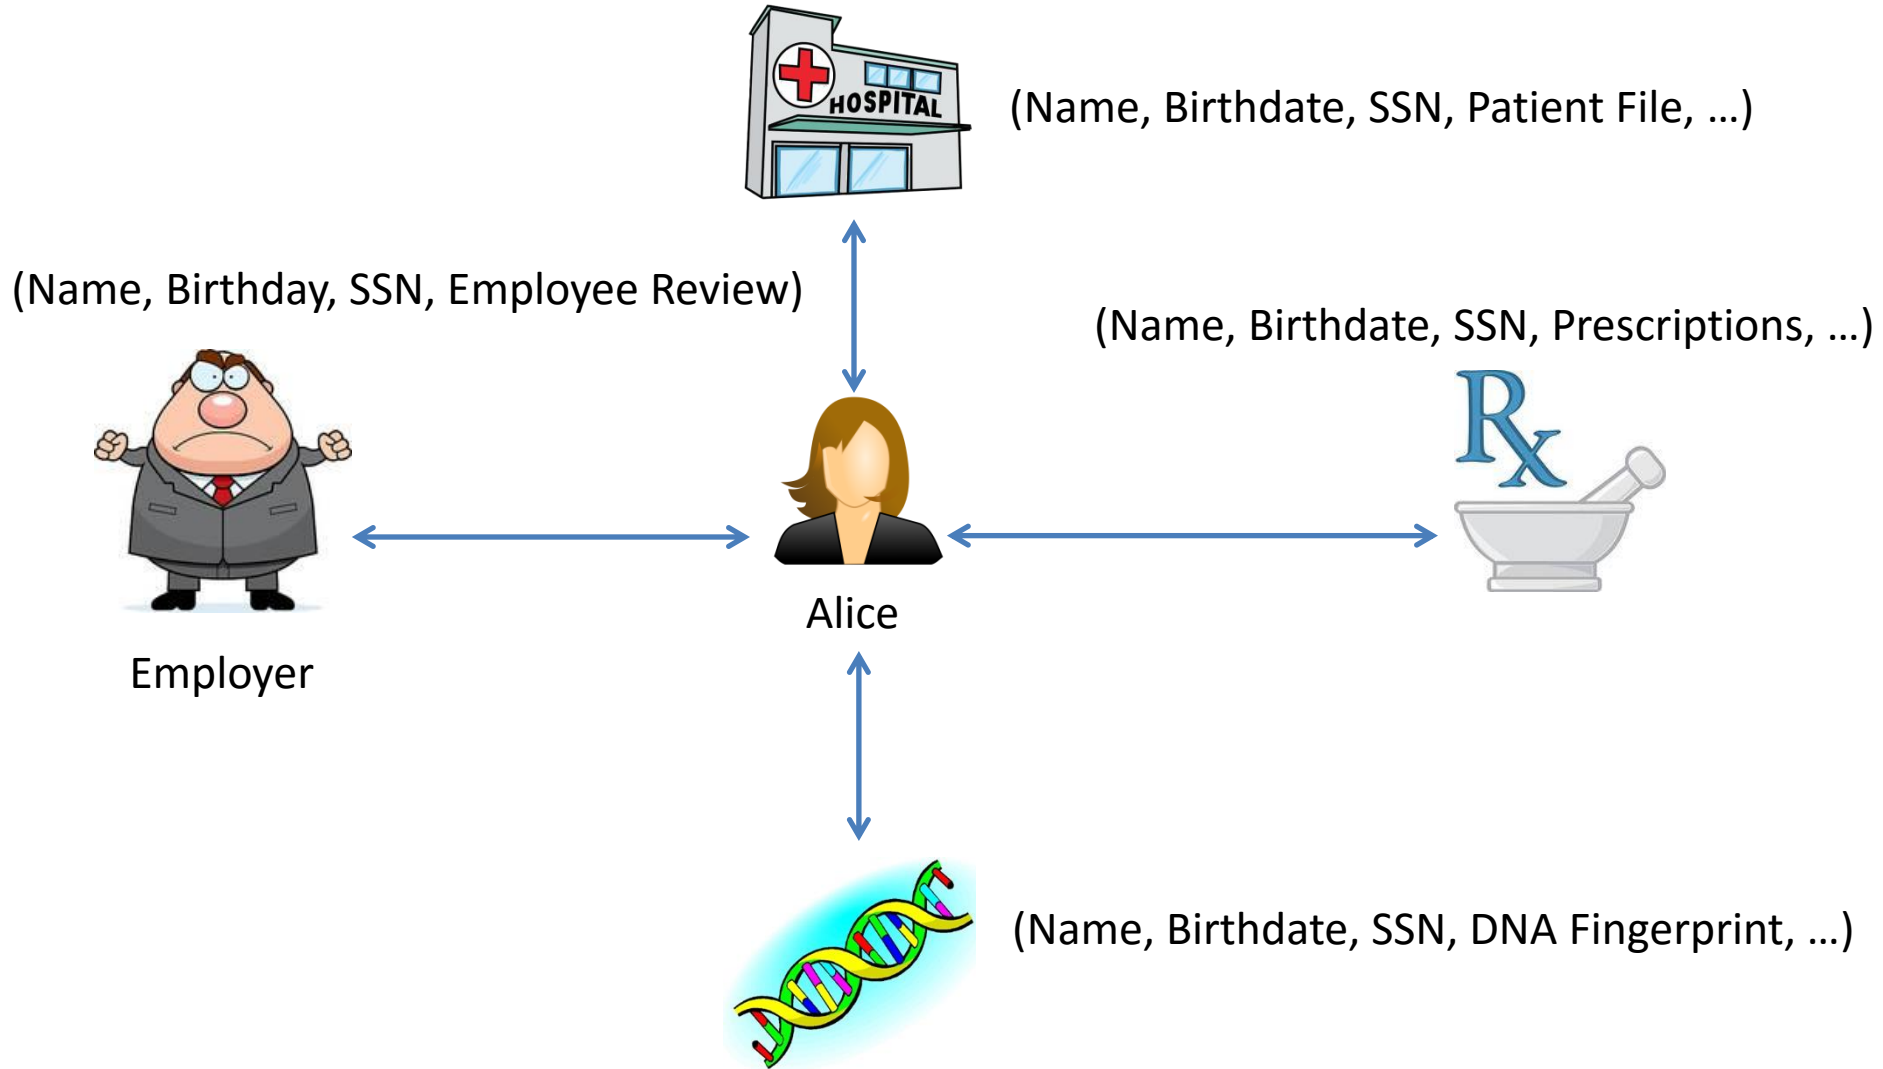 HOSPITAL
(Name, Birthdate, SSN, Patient File, …)
(Name, Birthday, SSN, Employee Review)
(Name, Birthdate, SSN, Prescriptions, …)
Rx
Alice
Employer
(Name, Birthdate, SSN, DNA Fingerprint, …)